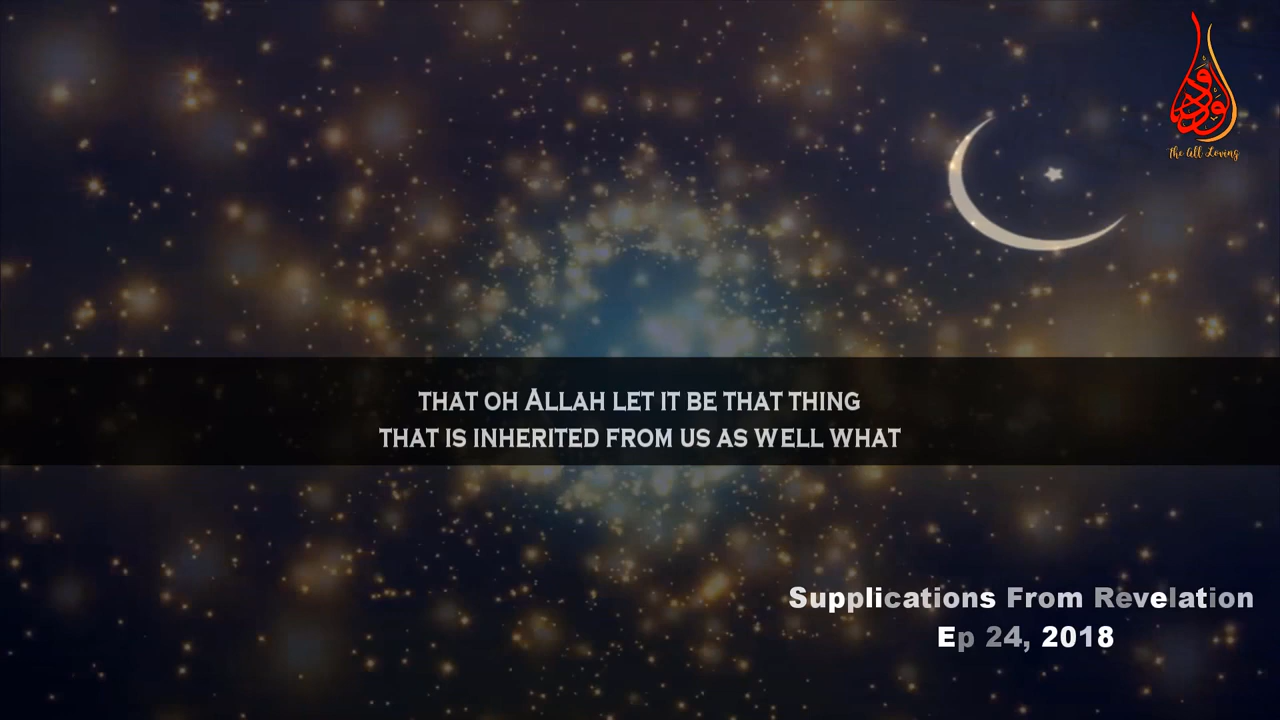 الودود
The All Loving
THAT OH ALLAH LET IT BE THAT THING
THAT IS INHERITED FROM US AS WELL WHAT
Supplications From Revelation
Ep 24, 2018